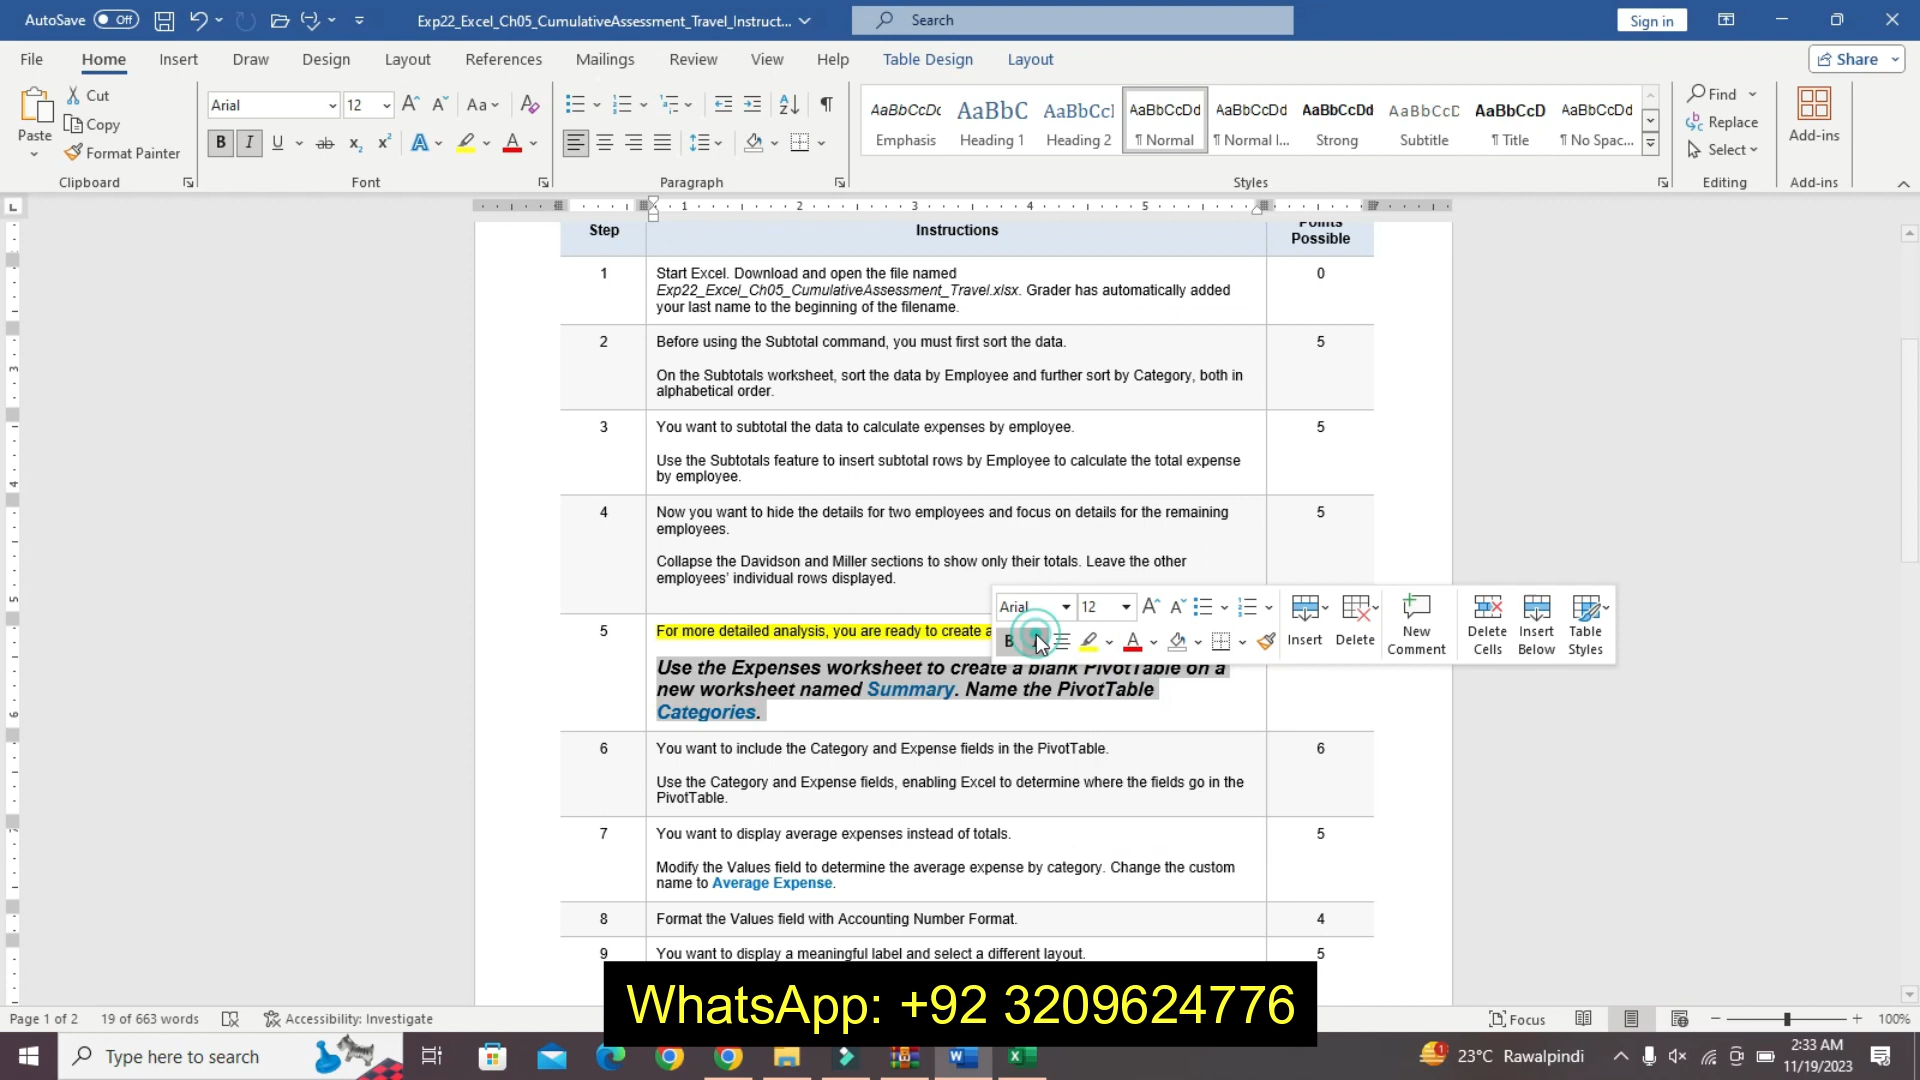 AutoSave Off Exp22_Excel_Ch05_CumulativeAssessment_Travel_Instruct... Search Sign in
File Home Insert Draw Design Layout References Mailings Review View Help Table Design Layout Share
Paste Cut Copy Format Painter
Arial 12
Emphasis Heading 1 Heading 2 ¶ Normal ¶ Normal I... Strong Subtitle ¶ Title ¶ No Spac...
Find Replace Select
Add-ins
Clipboard Font Paragraph Styles Editing Add-ins
Step Instructions Points Possible
1 Start Excel. Download and open the file named 0
Exp22_Excel_Ch05_CumulativeAssessment_Travel.xlsx. Grader has automatically added
your last name to the beginning of the filename.
2 Before using the Subtotal command, you must first sort the data. 5
On the Subtotals worksheet, sort the data by Employee and further sort by Category, both in
alphabetical order.
3 You want to subtotal the data to calculate expenses by employee. 5
Use the Subtotals feature to insert subtotal rows by Employee to calculate the total expense
by employee.
4 Now you want to hide the details for two employees and focus on details for the remaining 5
employees.
Collapse the Davidson and Miller sections to show only their totals. Leave the other
employees' individual rows displayed.
Arial 12
Insert Delete New Comment Delete Cells Insert Below Table Styles
5 For more detailed analysis, you are ready to create a
Use the Expenses worksheet to create a blank PivotTable on a
new worksheet named Summary. Name the PivotTable
Categories.
6 You want to include the Category and Expense fields in the PivotTable. 6
Use the Category and Expense fields, enabling Excel to determine where the fields go in the
PivotTable.
7 You want to display average expenses instead of totals. 5
Modify the Values field to determine the average expense by category. Change the custom
name to Average Expense.
8 Format the Values field with Accounting Number Format. 4
9 You want to display a meaningful label and select a different layout. 5
WhatsApp: +92 3209624776
Page 1 of 2 19 of 663 words Accessibility: Investigate Focus 100%
Type here to search 23°C Rawalpindi 2:33 AM
11/19/2023